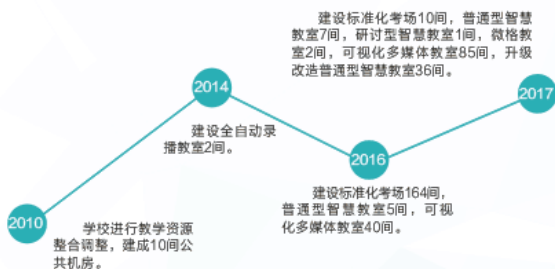 建设标准化考场10间，普通型智慧
教室7间，研讨型智慧教室1间，微格教
室2间，可视化多媒体教室85间，升级
改造普通型智慧教室36间。
2014
2017
建设全自动录
播教室2间。
2016
建设标准化考场164间，
普通型智慧教室5间，可视
化多媒体教室40间。
2010
学校进行教学资源
整合调整，建成10间公
共机房。